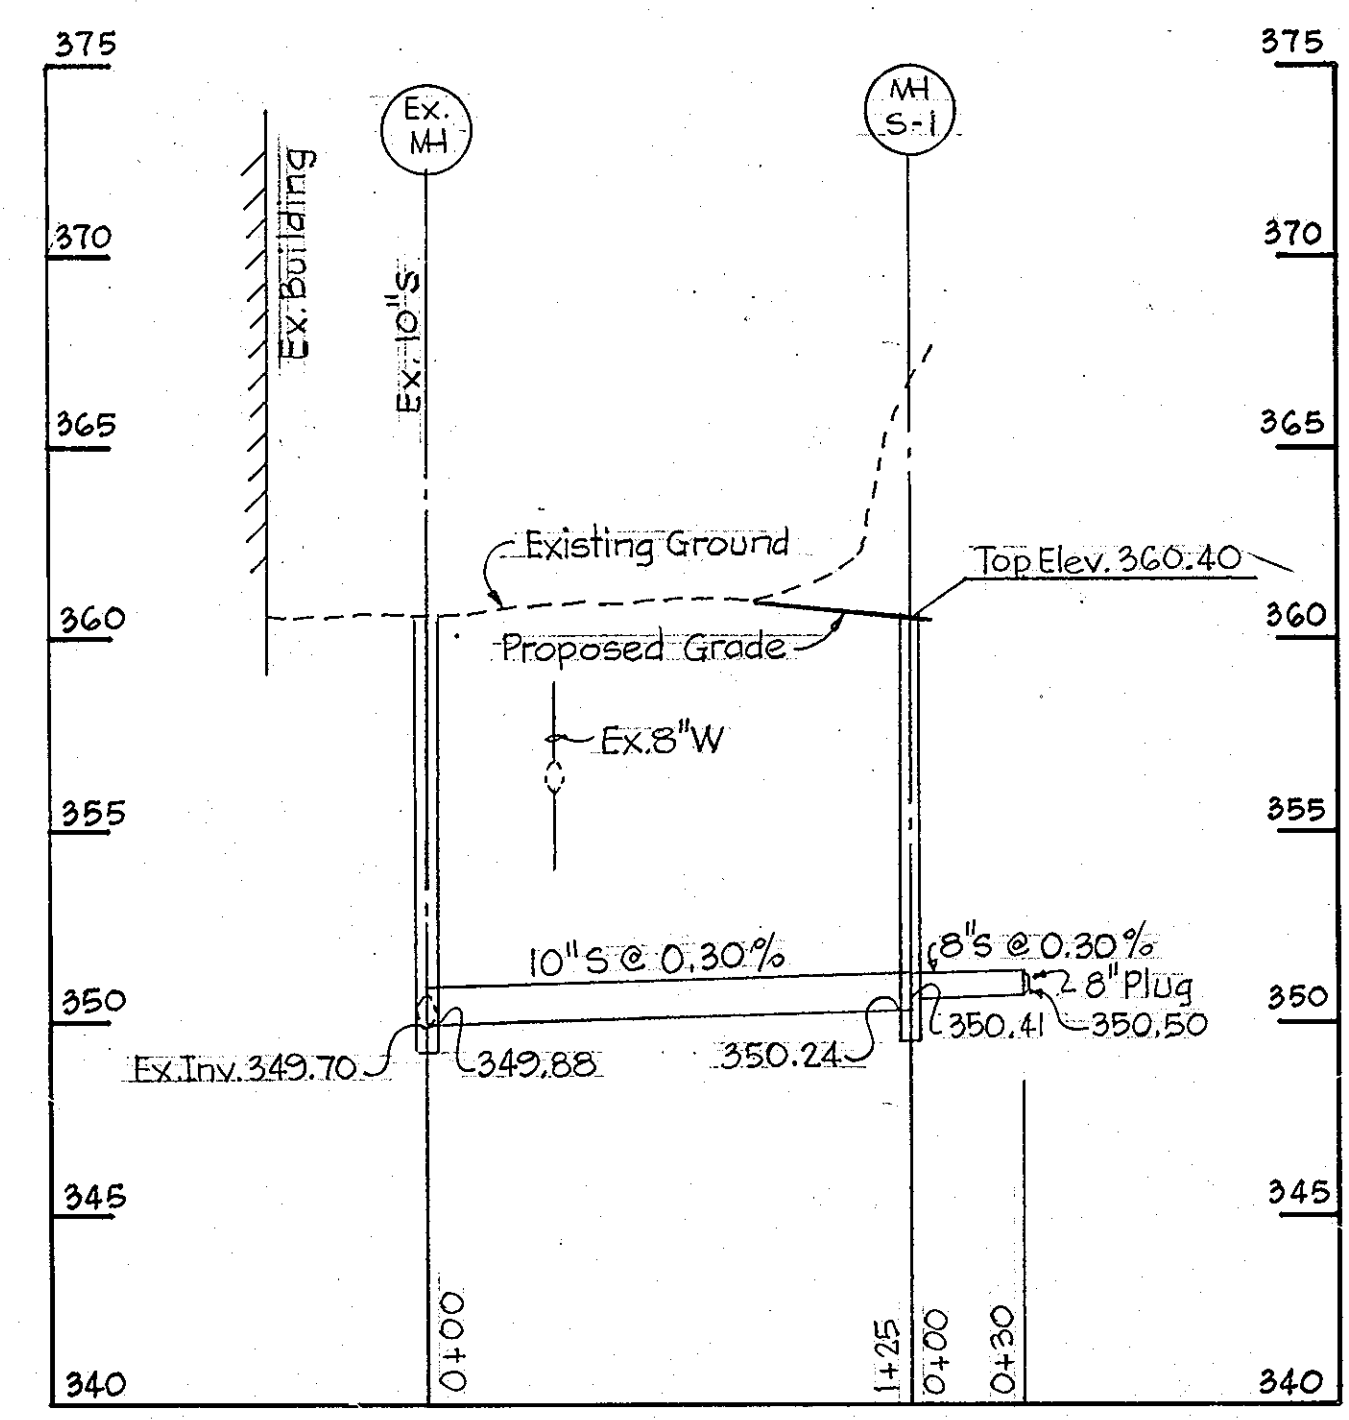 375
375
Ex.
MH
MH
S-1
Ex. Building
370
370
Ex. 10"S
365
365
Existing Ground
Top Elev. 360.40
360
360
Proposed Grade
Ex. 8"W
355
355
10"S @ 0.30%
8"S @ 0.30%
8" Plug
350
350
350.41
350.50
Ex. Inv. 349.70
349.88
350.24
345
345
0+00
1+25
0+00
0+30
340
340